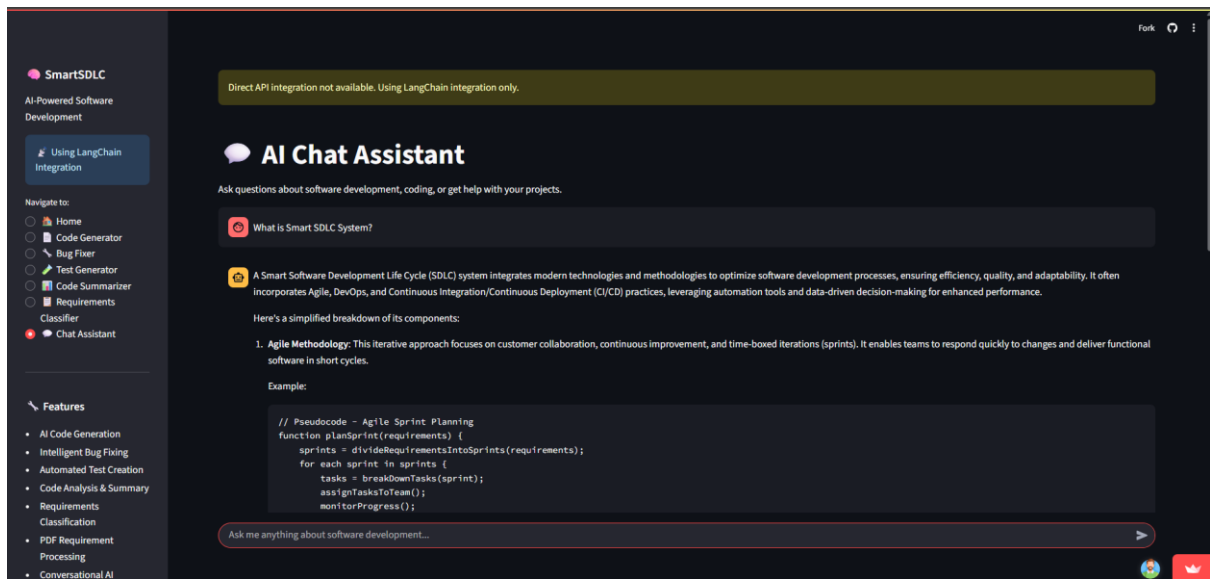 Fork
SmartSDLC
AI-Powered Software
Development
Using LangChain
Integration
Navigate to:
Home
Code Generator
Bug Fixer
Test Generator
Code Summarizer
Requirements
Classifier
Chat Assistant
Features
• AI Code Generation
• Intelligent Bug Fixing
• Automated Test Creation
• Code Analysis & Summary
• Requirements
Classification
• PDF Requirement
Processing
• Conversational AI
Direct API integration not available. Using LangChain integration only.
AI Chat Assistant
Ask questions about software development, coding, or get help with your projects.
What is Smart SDLC System?
A Smart Software Development Life Cycle (SDLC) system integrates modern technologies and methodologies to optimize software development processes, ensuring efficiency, quality, and adaptability. It often
incorporates Agile, DevOps, and Continuous Integration/Continuous Deployment (CI/CD) practices, leveraging automation tools and data-driven decision-making for enhanced performance.
Here's a simplified breakdown of its components:
1. Agile Methodology: This iterative approach focuses on customer collaboration, continuous improvement, and time-boxed iterations (sprints). It enables teams to respond quickly to changes and deliver functional
software in short cycles.
Example:
// Pseudocode - Agile Sprint Planning
function planSprint(requirements) {
sprints = divideRequirementsIntoSprints(requirements);
for each sprint in sprints {
tasks = breakDownTasks(sprint);
assignTasksToTeam();
monitorProgress();
Ask me anything about software development...